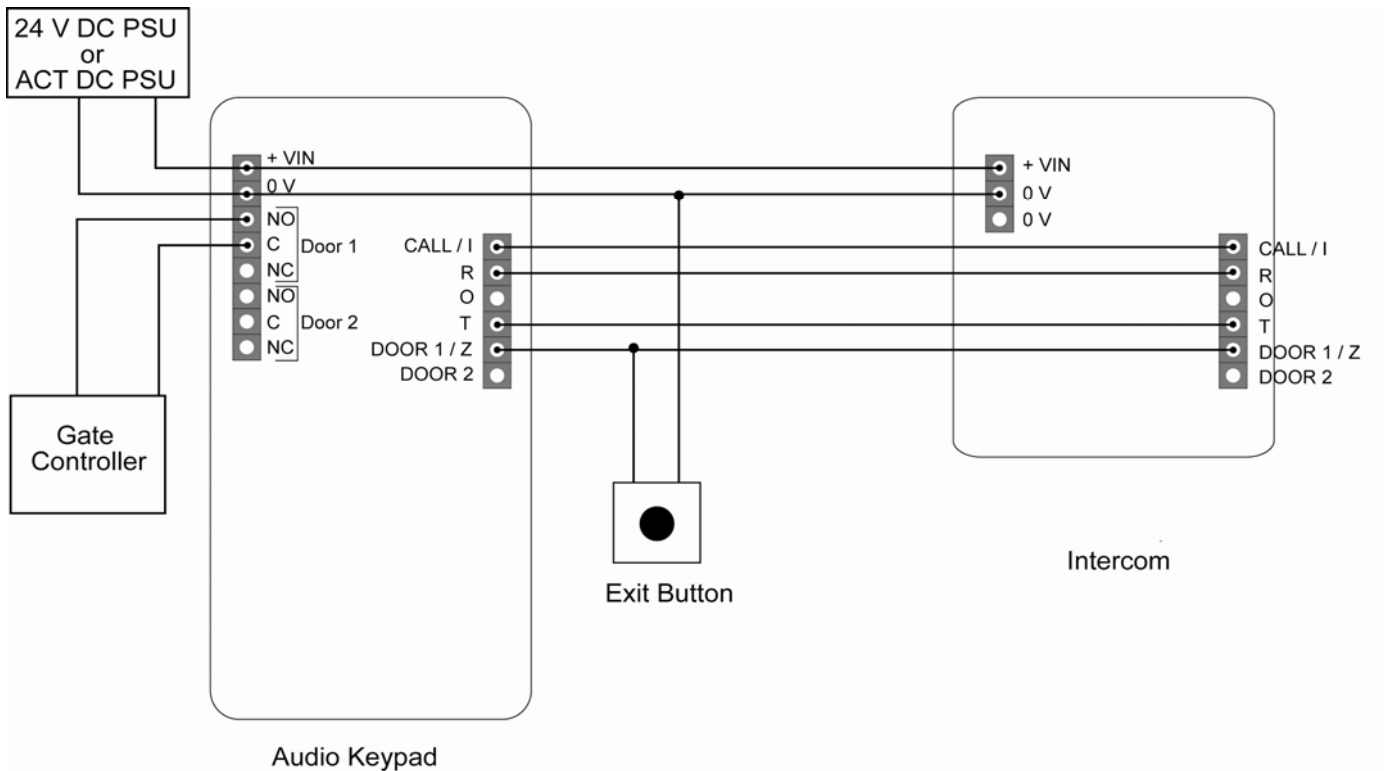 24 V DC PSU
or
ACT DC PSU
+ VIN
0 V
NO
C Door 1
NC
NO
C Door 2
NC
CALL / I
R
O
T
DOOR 1 / Z
DOOR 2
+ VIN
0 V
0 V
CALL / I
R
O
T
DOOR 1 / Z
DOOR 2
Gate
Controller
Exit Button
Intercom
Audio Keypad